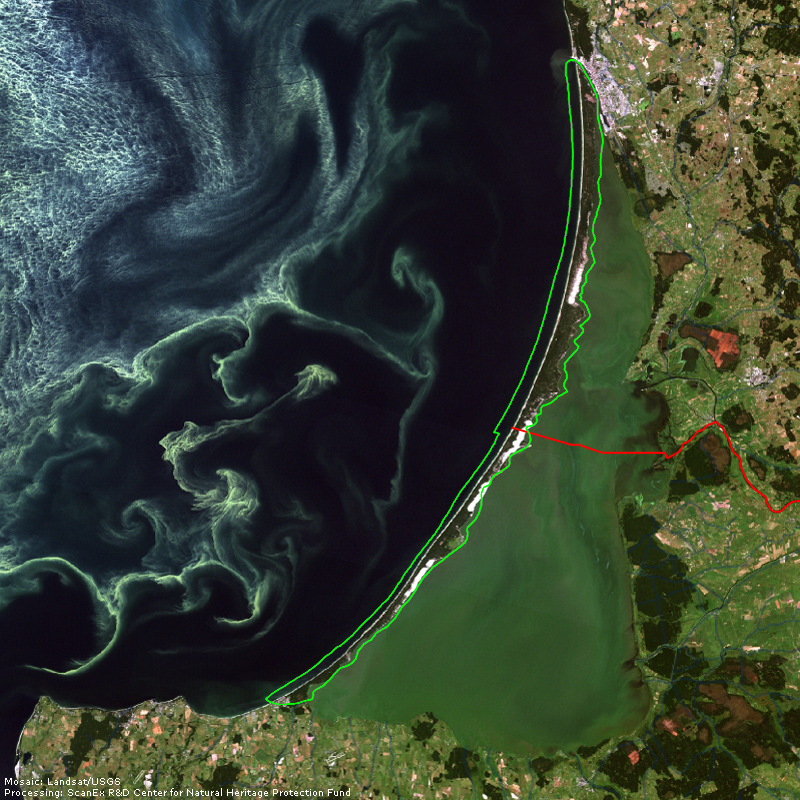 Mosaic: Landsat/USGS
Processing: ScanEx R&D Center for Natural Heritage Protection Fund